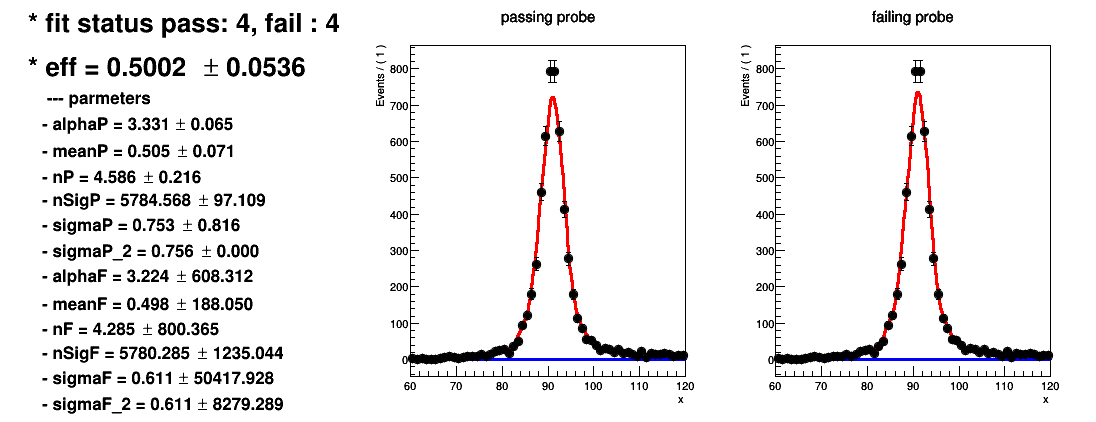 * fit status pass: 4, fail : 4
* eff = 0.5002 ± 0.0536
--- parmeters
- alphaP = 3.331 ± 0.065
- meanP = 0.505 ± 0.071
- nP = 4.586 ± 0.216
- nSigP = 5784.568 ± 97.109
- sigmaP = 0.753 ± 0.816
- sigmaP_2 = 0.756 ± 0.000
- alphaF = 3.224 ± 608.312
- meanF = 0.498 ± 188.050
- nF = 4.285 ± 800.365
- nSigF = 5780.285 ± 1235.044
- sigmaF = 0.611 ± 50417.928
- sigmaF_2 = 0.611 ± 8279.289
passing probe
Events / ( 1 )
800
700
600
500
400
300
200
100
0
60 70 80 90 100 110 120
x
failing probe
Events / ( 1 )
800
700
600
500
400
300
200
100
0
60 70 80 90 100 110 120
x